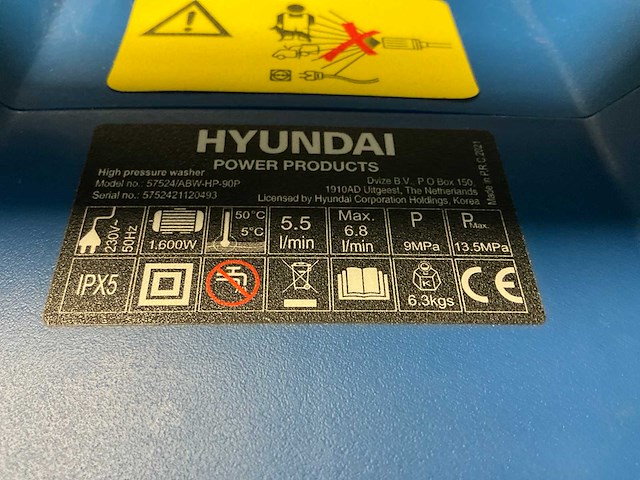 HYUNDAI
POWER PRODUCTS
High pressure washer
Model no.: 57524/ABW-HP-90P
Serial no.: 5752421120493
Dvize B.V., P O Box 150,
1910AD Uitgeest, The Netherlands
Licensed by Hyundai Corporation Holdings, Korea
Made in P.R.C 2021
230V~
50Hz
1.600W
50°C
5°C
5.5
l/min
Max.
6.8
l/min
P
9MPa
PMax.
13.5MPa
IPX5
K
6.3kgs
CE